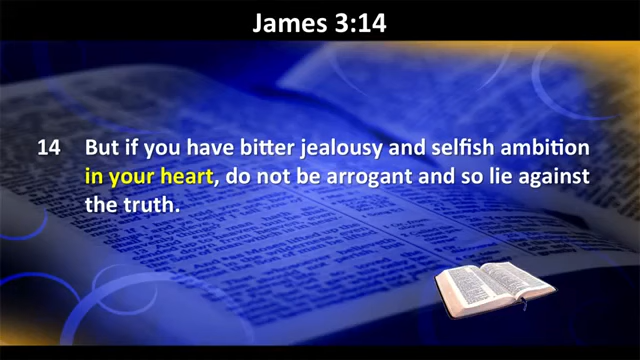 James 3:14
14 But if you have bitter jealousy and selfish ambition
in your heart, do not be arrogant and so lie against
the truth.